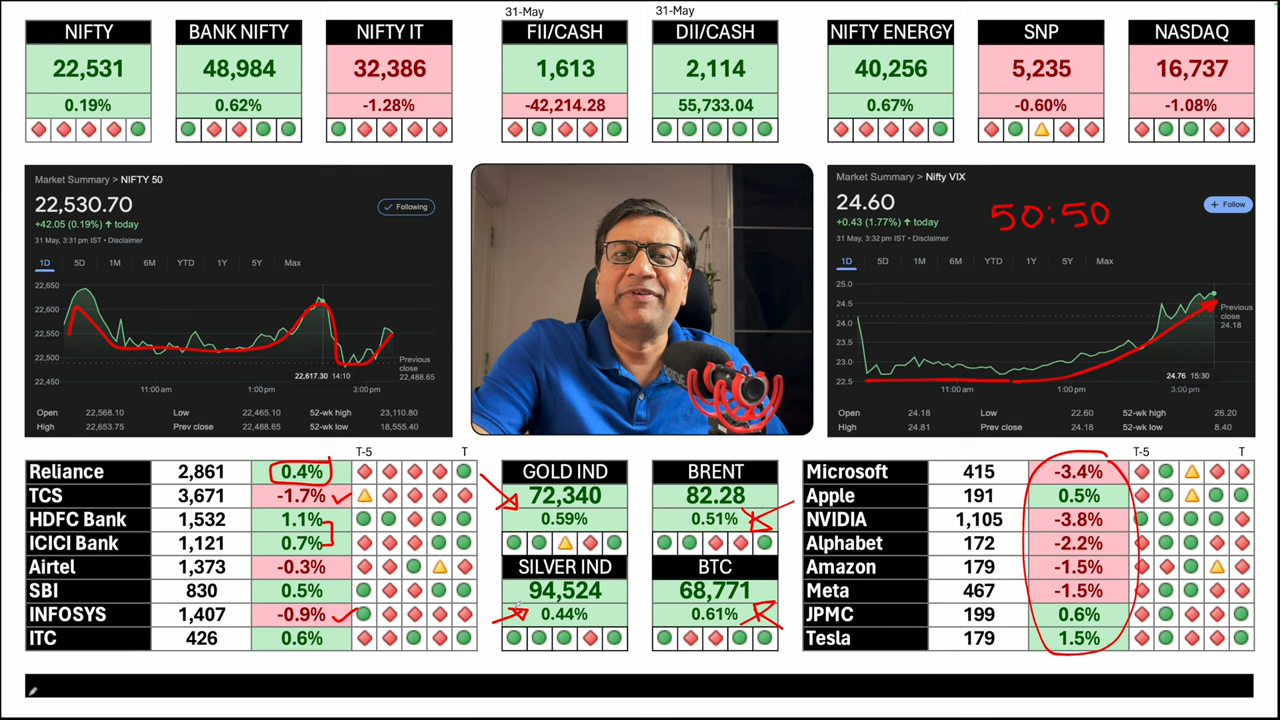 31-May
31-May
NIFTY
22,531
0.19%
BANK NIFTY
48,984
0.62%
NIFTY IT
32,386
-1.28%
FII/CASH
1,613
-42,214.28
DII/CASH
2,114
55,733.04
NIFTY ENERGY
40,256
0.67%
SNP
5,235
-0.60%
NASDAQ
16,737
-1.08%
Market Summary > NIFTY 50
22,530.70
Following
+42.05 (0.19%) ↑ today
31 May, 3:31 pm IST • Disclaimer
1D 5D 1M 6M YTD 1Y 5Y Max
22,650
22,600
22,550
22,500
22,450
Previous
close
22,488.65
22,617.30 14:10
11:00 am 1:00 pm 3:00 pm
Open 22,568.10 Low 22,465.10 52-wk high 23,110.80
High 22,653.75 Prev close 22,488.65 52-wk low 18,555.40
Market Summary > Nifty VIX
24.60
50:50
+ Follow
+0.43 (1.77%) ↑ today
31 May, 3:32 pm IST • Disclaimer
1D 5D 1M 6M YTD 1Y 5Y Max
25.0
24.5
24.0
23.5
23.0
22.5
Previous
close
24.18
24.76 15:30
11:00 am 1:00 pm 3:00 pm
Open 24.18 Low 22.60 52-wk high 26.20
High 24.81 Prev close 24.18 52-wk low 8.40
T-5 T
Reliance 2,861 0.4%
TCS 3,671 -1.7%
HDFC Bank 1,532 1.1%
ICICI Bank 1,121 0.7%
Airtel 1,373 -0.3%
SBI 830 0.5%
INFOSYS 1,407 -0.9%
ITC 426 0.6%
GOLD IND
72,340
0.59%
SILVER IND
94,524
0.44%
BRENT
82.28
0.51%
BTC
68,771
0.61%
T-5 T
Microsoft 415 -3.4%
Apple 191 0.5%
NVIDIA 1,105 -3.8%
Alphabet 172 -2.2%
Amazon 179 -1.5%
Meta 467 -1.5%
JPMC 199 0.6%
Tesla 179 1.5%